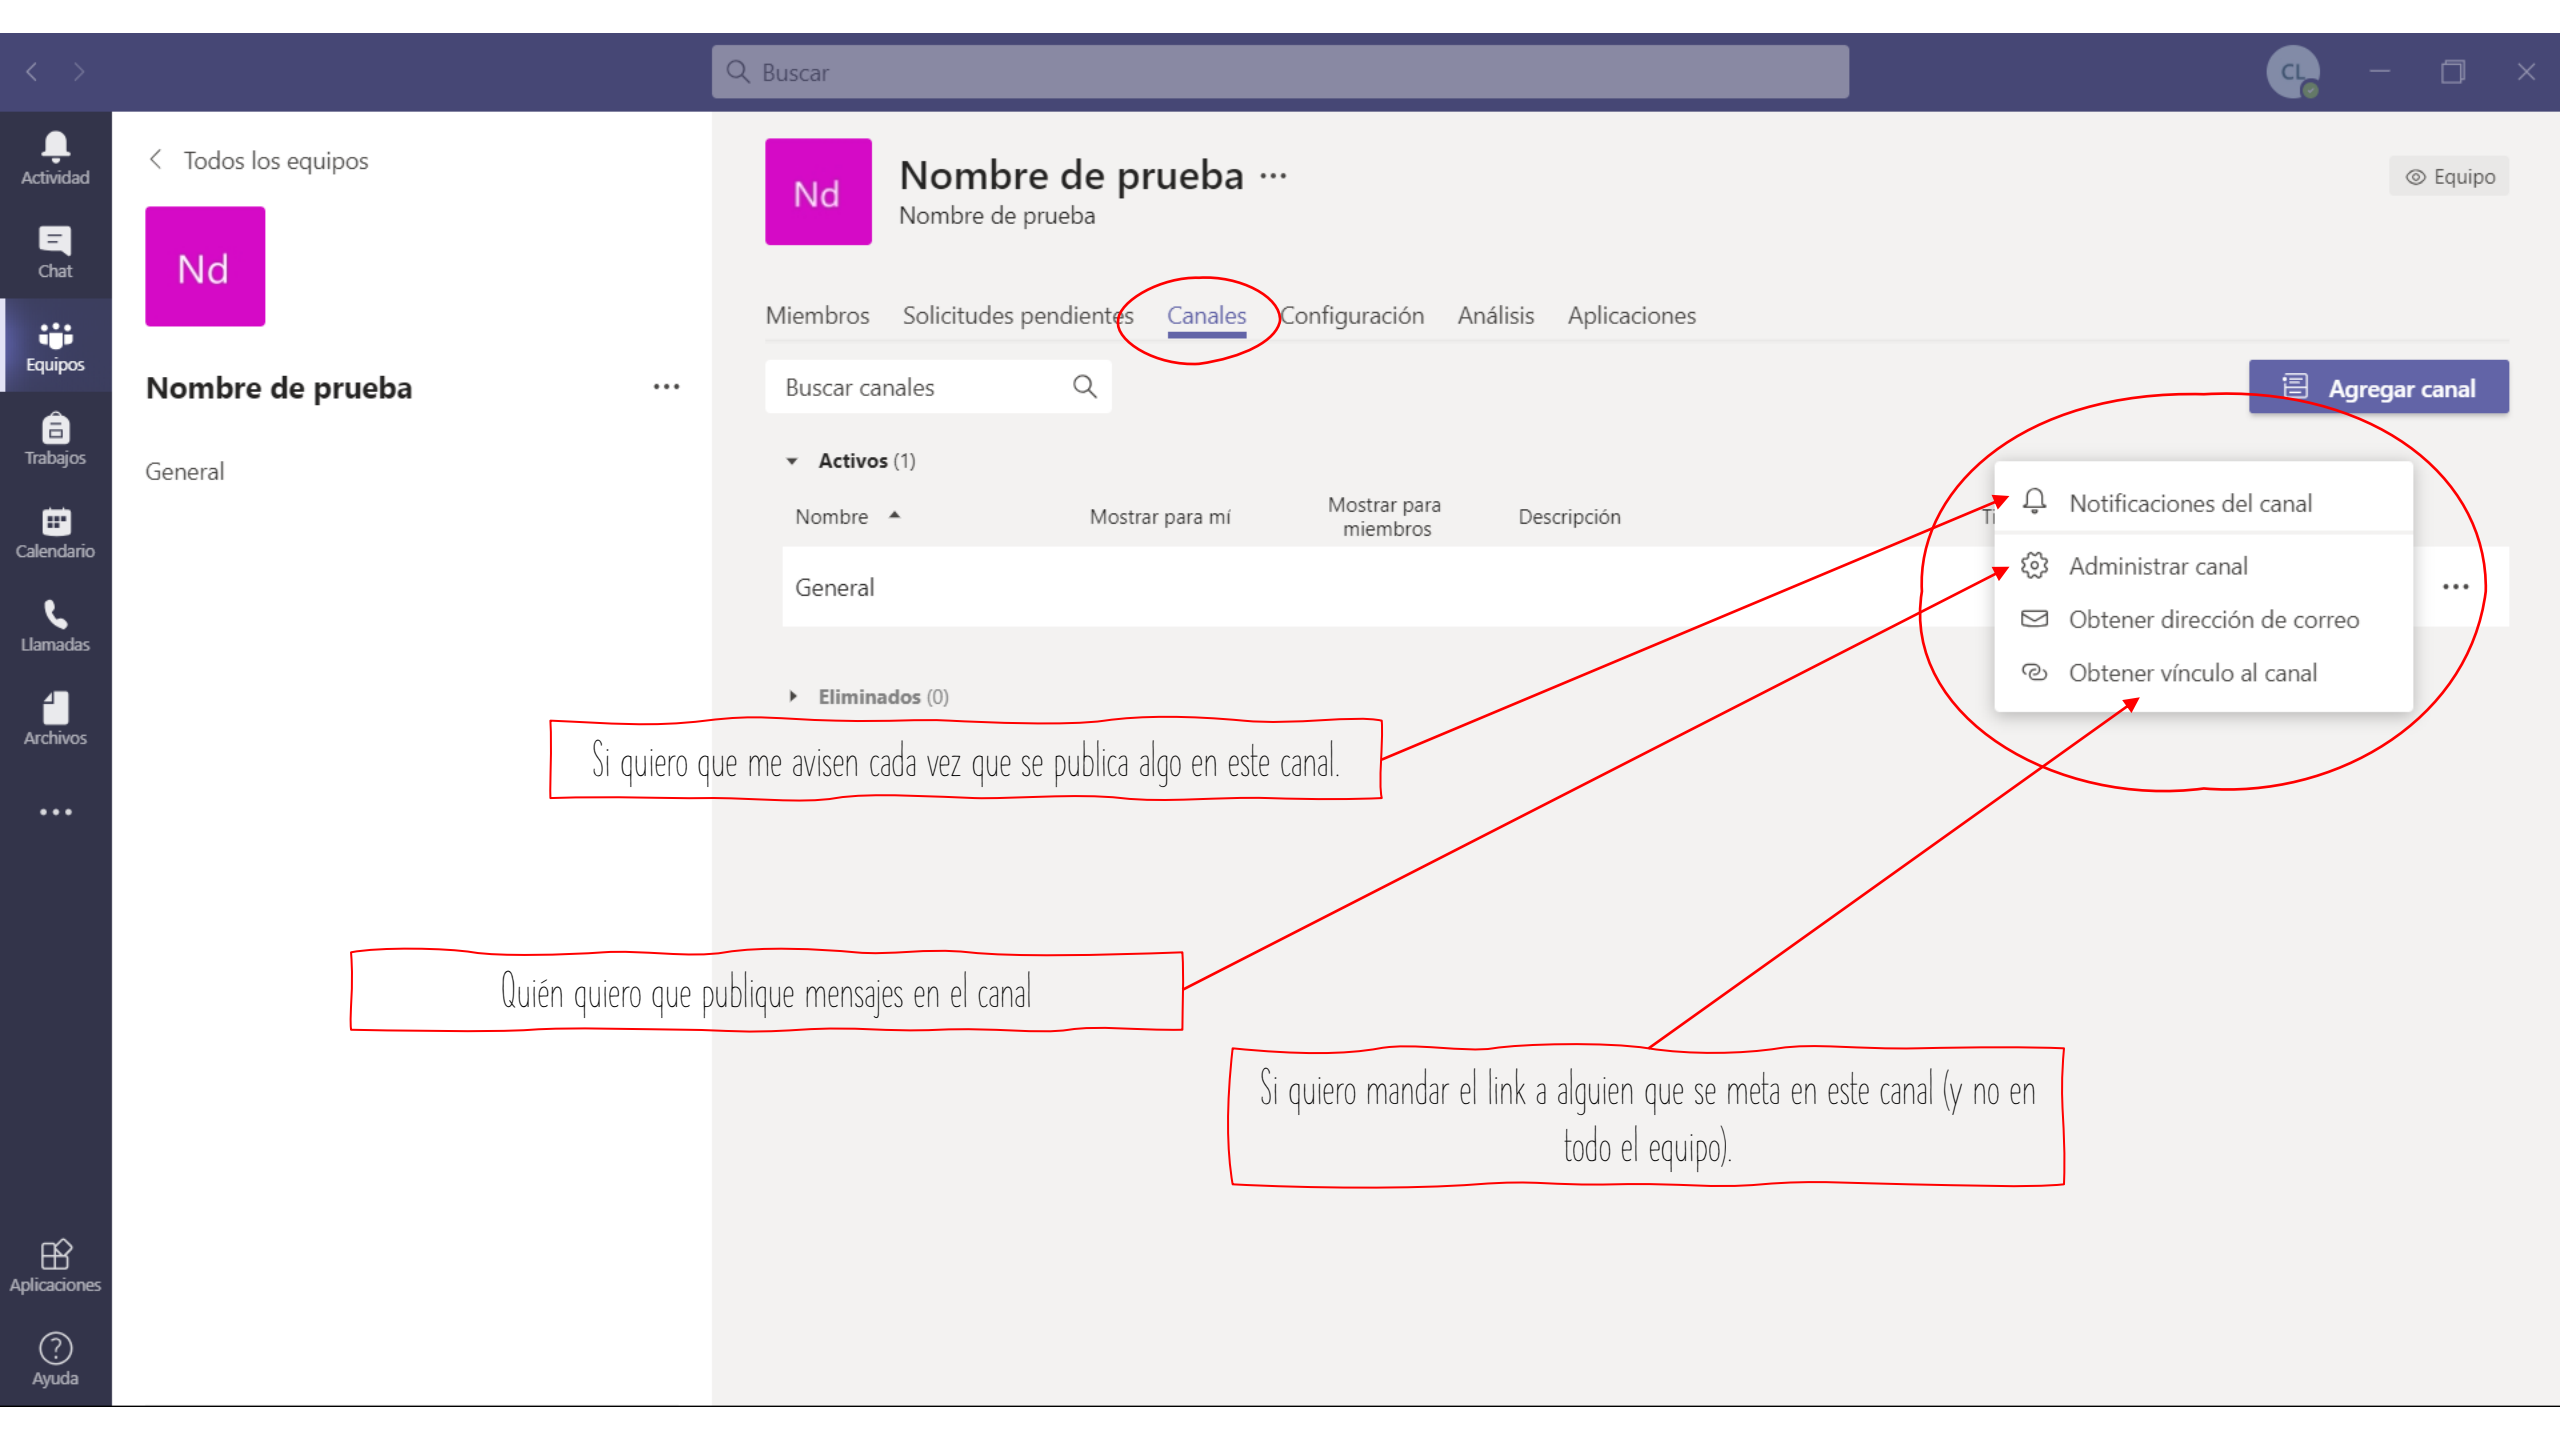 Buscar
CL
Actividad
Chat
Equipos
Trabajos
Calendario
Llamadas
Archivos
Aplicaciones
Ayuda
Todos los equipos
Nd
Nombre de prueba
General
Nd
Nombre de prueba
Nombre de prueba
Equipo
Miembros Solicitudes pendientes Canales Configuración Análisis Aplicaciones
Buscar canales
Agregar canal
Activos (1)
Nombre Mostrar para mí Mostrar para miembros Descripción
General
Notificaciones del canal
Administrar canal
Obtener dirección de correo
Obtener vínculo al canal
Eliminados (0)
Si quiero que me avisen cada vez que se publica algo en este canal.
Quién quiero que publique mensajes en el canal
Si quiero mandar el link a alguien que se meta en este canal (y no en
todo el equipo).